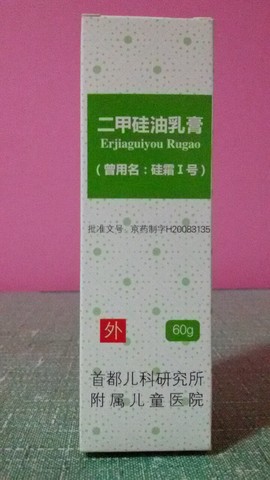 二甲硅油乳膏
Erjiaguiyou Rugao
(曾用名:硅霜Ⅰ号)
批准文号:京药制字H20083135
外
60g
首都儿科研究所
附属儿童医院